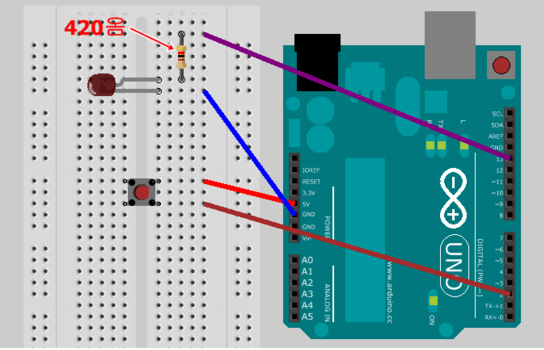 420유
SCL
SDA
AREF
GND
13
12
~11
~10
~9
8
7
~6
~5
4
~3
2
TX->1
RX<-0
DIGITAL (PWM~)
L
TX
IOREF
RESET
3.3V
5V
GND
GND
Vin
POWER
A0
A1
A2
A3
A4
A5
ANALOG IN
www.arduino.cc
UNO
ON